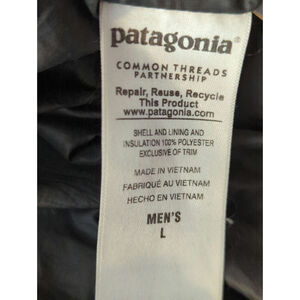 patagonia®
COMMON THREADS
PARTNERSHIP
Repair, Reuse, Recycle
This Product
www.patagonia.com
SHELL AND LINING AND
INSULATION 100% POLYESTER
EXCLUSIVE OF TRIM
MADE IN VIETNAM
FABRIQUÉ AU VIETNAM
HECHO EN VIETNAM
MEN'S
L